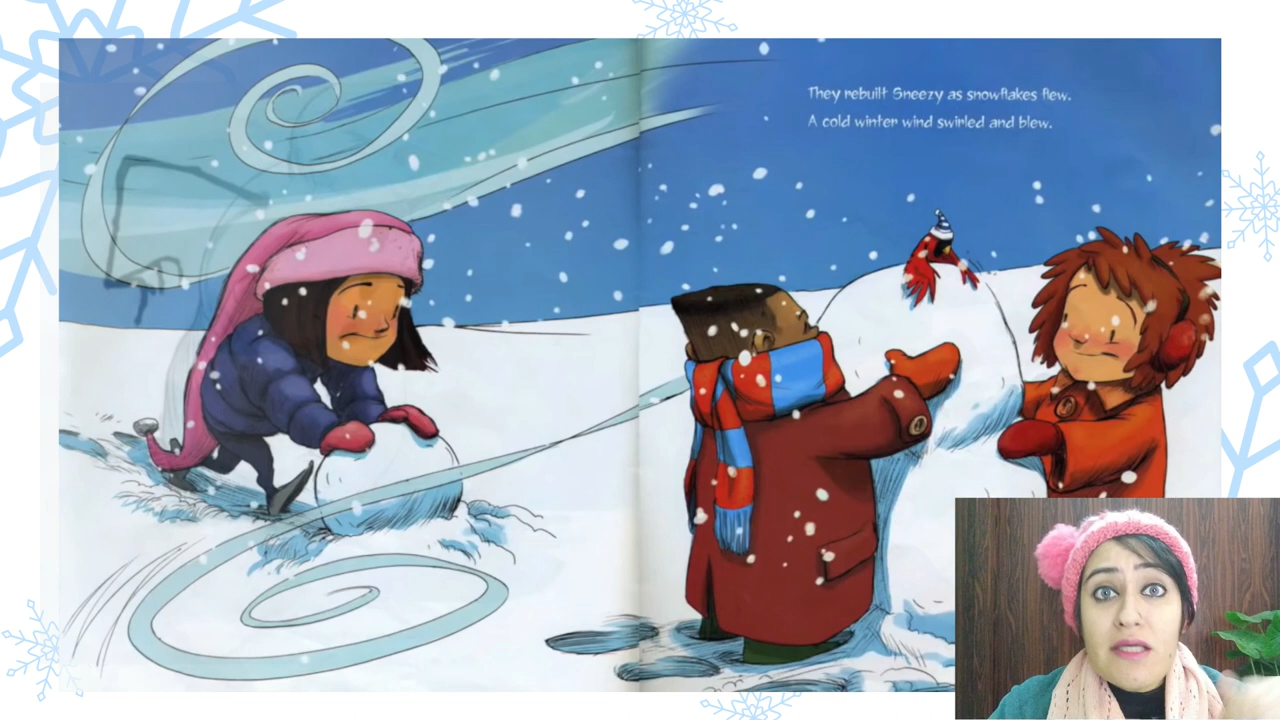 They rebuilt Sneezy as snowflakes flew.
A cold winter wind swirled and blew.